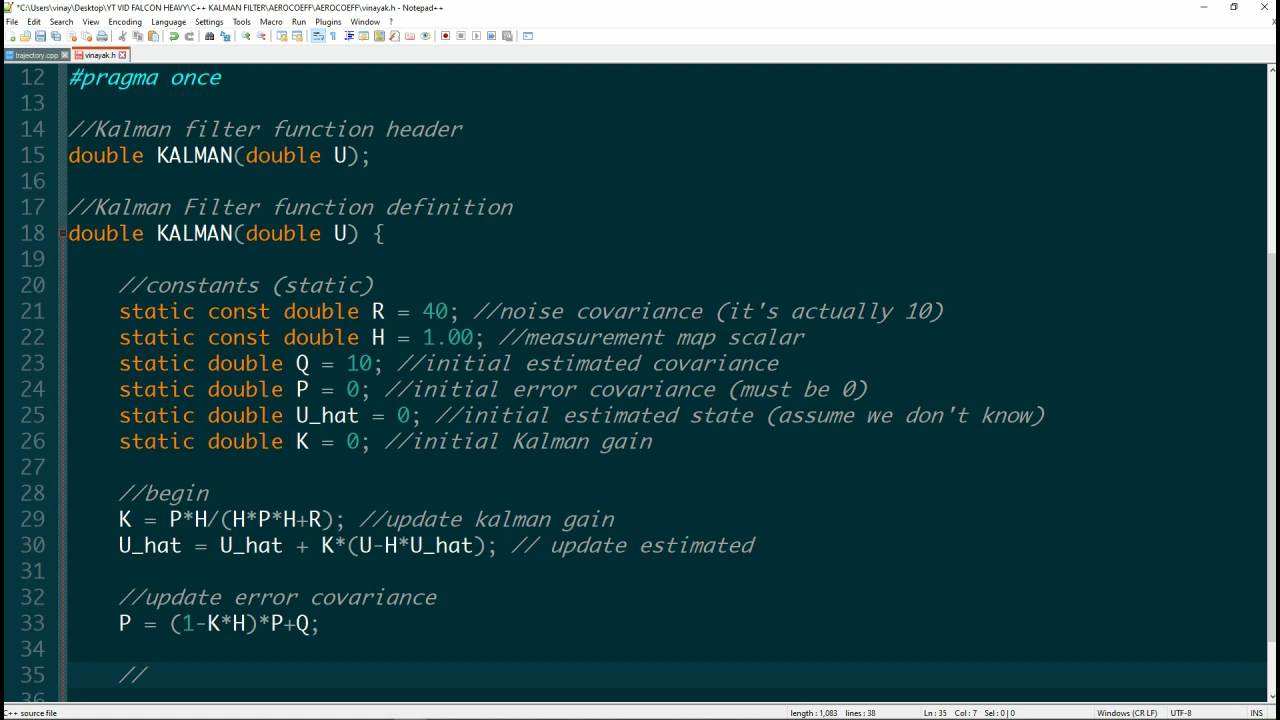 *C:\Users\vinay\Desktop\YT VID FALCON HEAVY\C++ KALMAN FILTER\AEROCOEFF\AEROCOEFF\vinayak.h - Notepad++
File Edit Search View Encoding Language Settings Tools Macro Run Plugins Window ?
trajectory.cpp vinayak.h
12 #pragma once
13
14 //Kalman filter function header
15 double KALMAN(double U);
16
17 //Kalman Filter function definition
18 double KALMAN(double U) {
19
20 //constants (static)
21 static const double R = 40; //noise covariance (it's actually 10)
22 static const double H = 1.00; //measurement map scalar
23 static double Q = 10; //initial estimated covariance
24 static double P = 0; //initial error covariance (must be 0)
25 static double U_hat = 0; //initial estimated state (assume we don't know)
26 static double K = 0; //initial Kalman gain
27
28 //begin
29 K = P*H/(H*P*H+R); //update kalman gain
30 U_hat = U_hat + K*(U-H*U_hat); // update estimated
31
32 //update error covariance
33 P = (1-K*H)*P+Q;
34
35 //
36
C++ source file length : 1,083 lines : 38 Ln : 35 Col : 7 Sel : 0 | 0 Windows (CR LF) UTF-8 INS